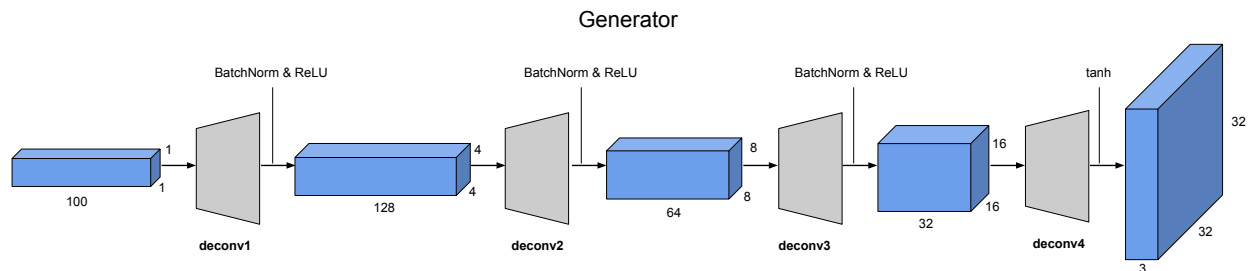 Generator
BatchNorm & ReLU
BatchNorm & ReLU
BatchNorm & ReLU
tanh
1
1
100
4
4
128
8
8
64
16
16
32
32
32
3
deconv1
deconv2
deconv3
deconv4